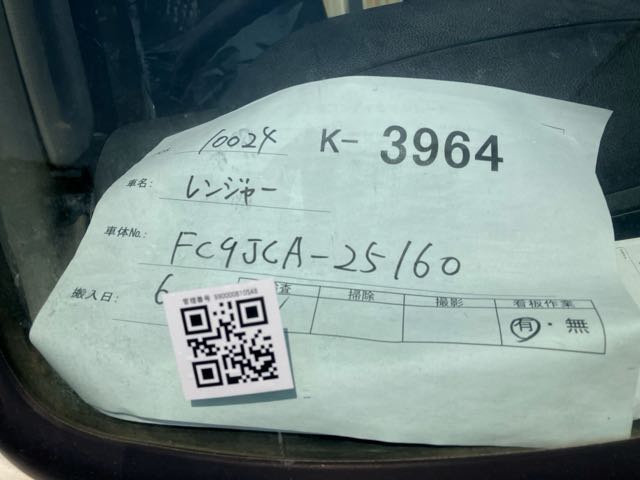 10024 K- 3964
車名: レンジャー
車体No.: FC9JCA-25160
搬入日: 6
査 掃除 撮影 看板作業
有・無
管理番号